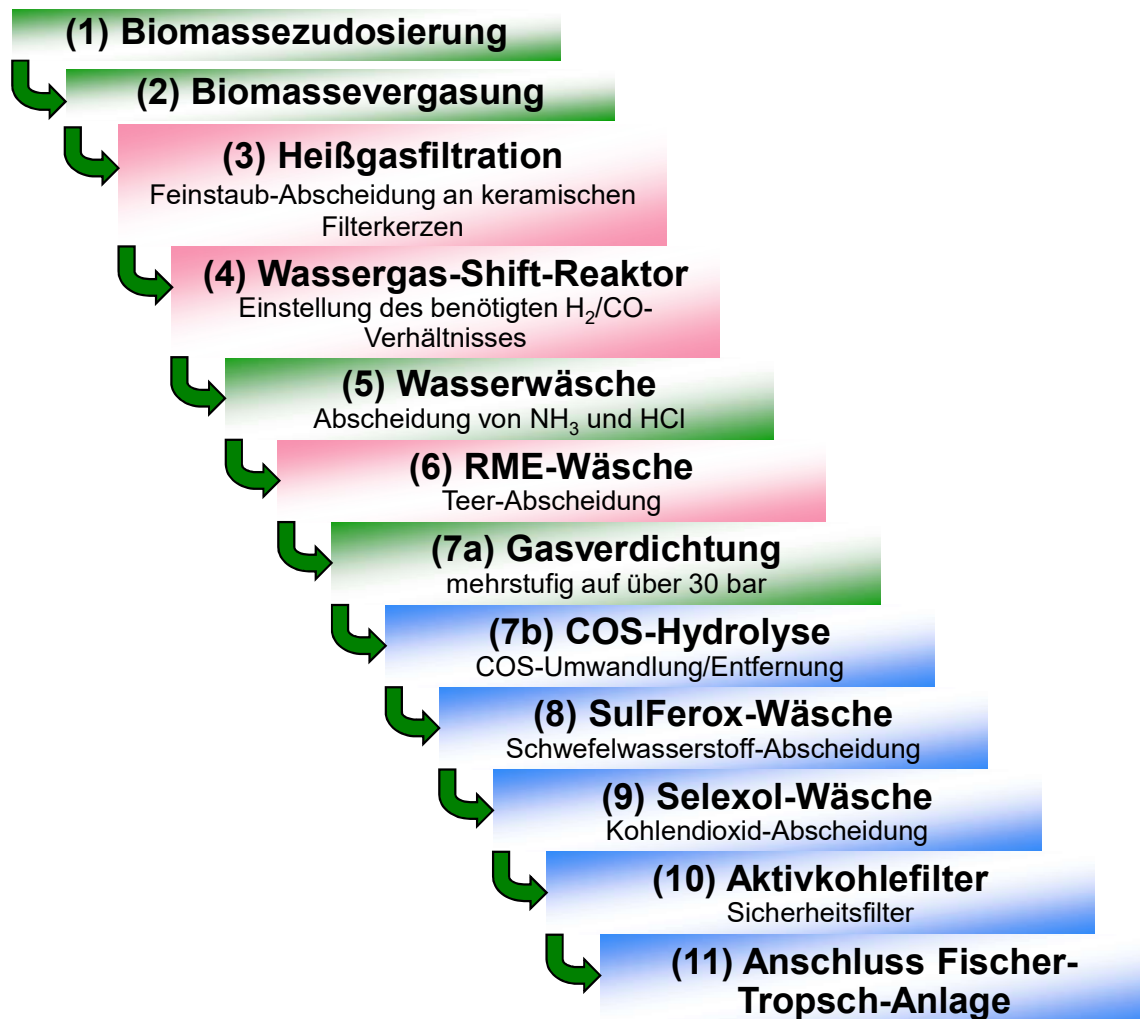 (1) Biomassezudosierung
(2) Biomassevergasung
(3) Heißgasfiltration
Feinstaub-Abscheidung an keramischen
Filterkerzen
(4) Wassergas-Shift-Reaktor
Einstellung des benötigten H₂/CO-
Verhältnisses
(5) Wasserwäsche
Abscheidung von NH₃ und HCl
(6) RME-Wäsche
Teer-Abscheidung
(7a) Gasverdichtung
mehrstufig auf über 30 bar
(7b) COS-Hydrolyse
COS-Umwandlung/Entfernung
(8) SulFerox-Wäsche
Schwefelwasserstoff-Abscheidung
(9) Selexol-Wäsche
Kohlendioxid-Abscheidung
(10) Aktivkohlefilter
Sicherheitsfilter
(11) Anschluss Fischer-
Tropsch-Anlage